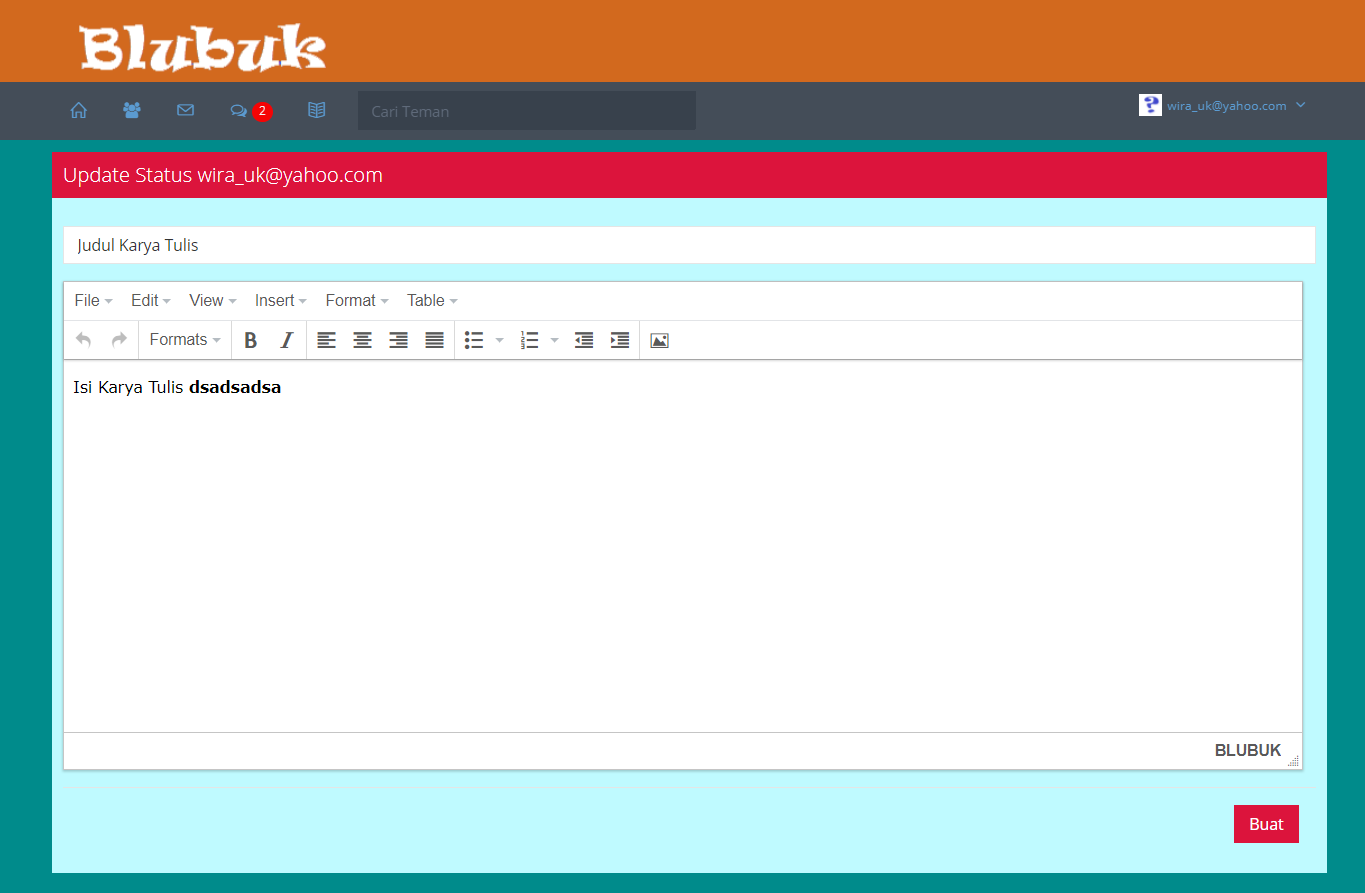 Blubuk
2
Cari Teman
wira_uk@yahoo.com
Update Status wira_uk@yahoo.com
Judul Karya Tulis
File Edit View Insert Format Table
Formats B I
Isi Karya Tulis dsadsadsa
BLUBUK
Buat